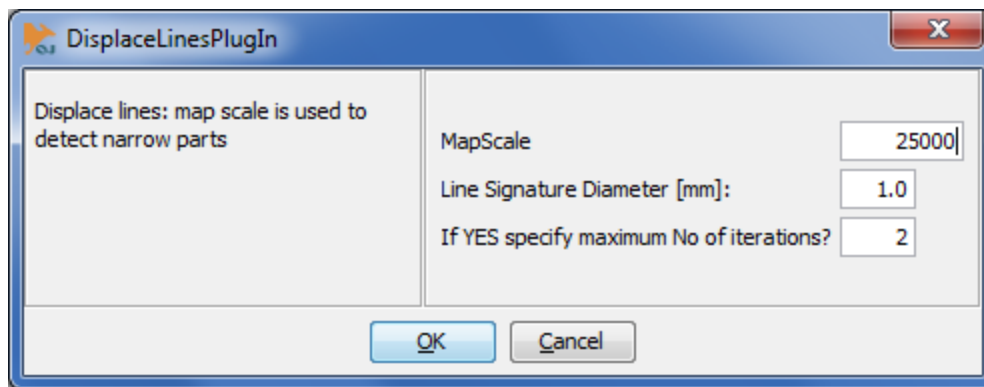 DisplaceLinesPlugIn
Displace lines: map scale is used to
detect narrow parts
MapScale 25000
Line Signature Diameter [mm]: 1.0
If YES specify maximum No of iterations? 2
OK Cancel